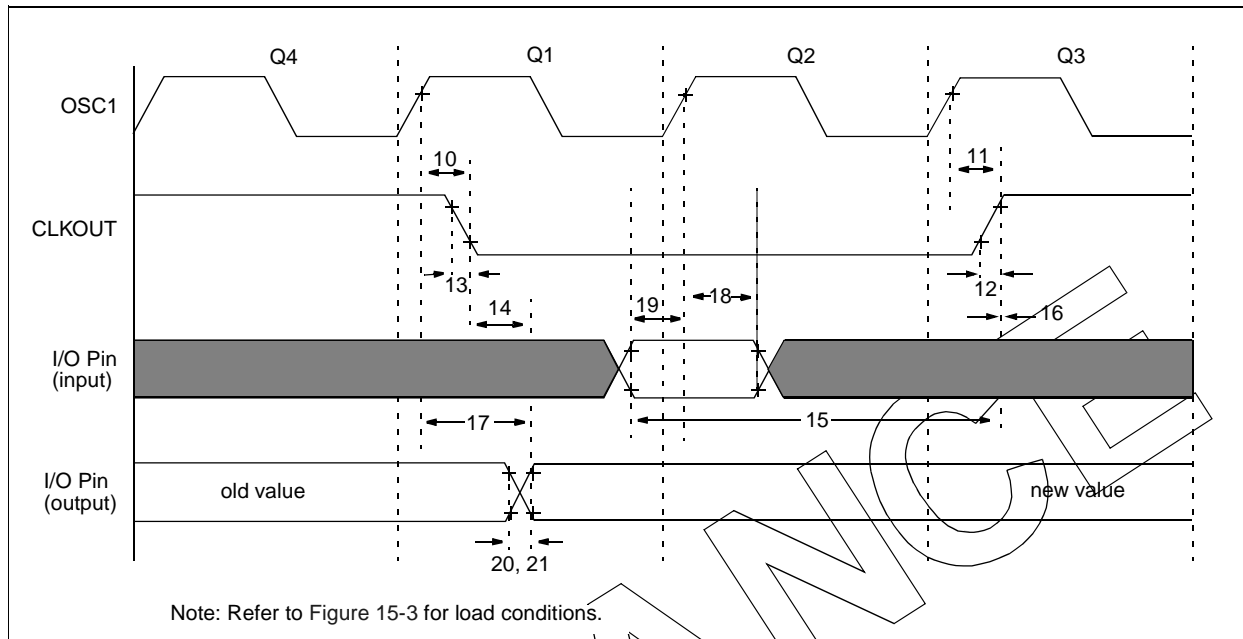 Q4 Q1 Q2 Q3
OSC1
10 11
CLKOUT
13 12
14 19 18 16
I/O Pin
(input)
17 15
I/O Pin
(output)
old value new value
20, 21
Note: Refer to Figure 15-3 for load conditions.